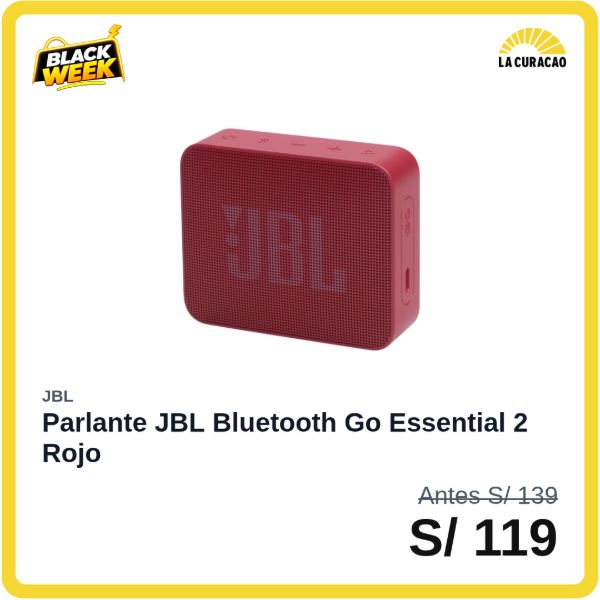 BLACK
WEEK
LA CURACAO
JBL
JBL
Parlante JBL Bluetooth Go Essential 2
Rojo
Antes S/ 139
S/ 119